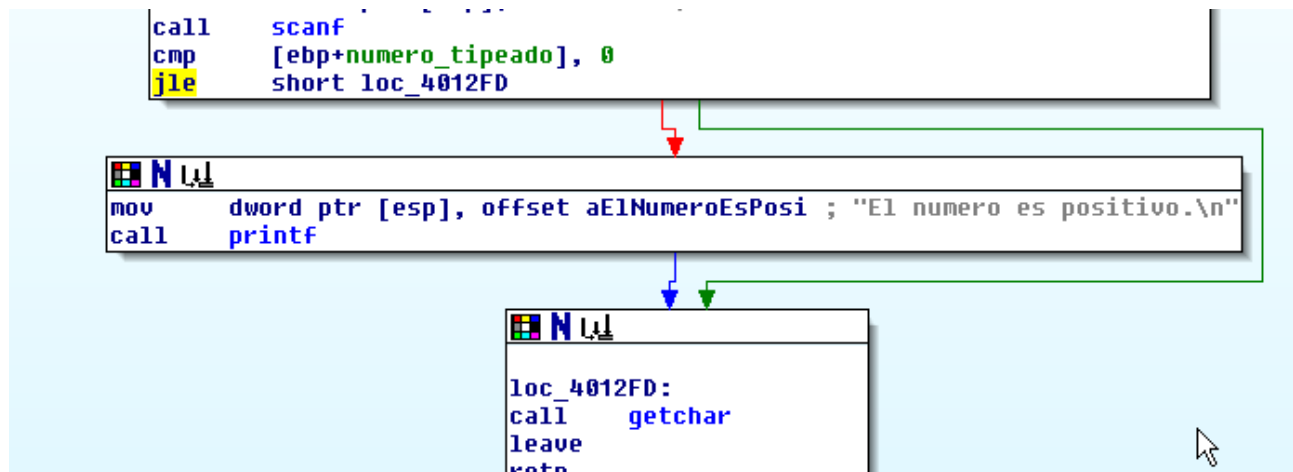 call scanf
cmp [ebp+numero_tipeado], 0
jle short loc_4012FD
N
mov dword ptr [esp], offset aElNumeroEsPosi ; "El numero es positivo.\n"
call printf
N
loc_4012FD:
call getchar
leave
retn